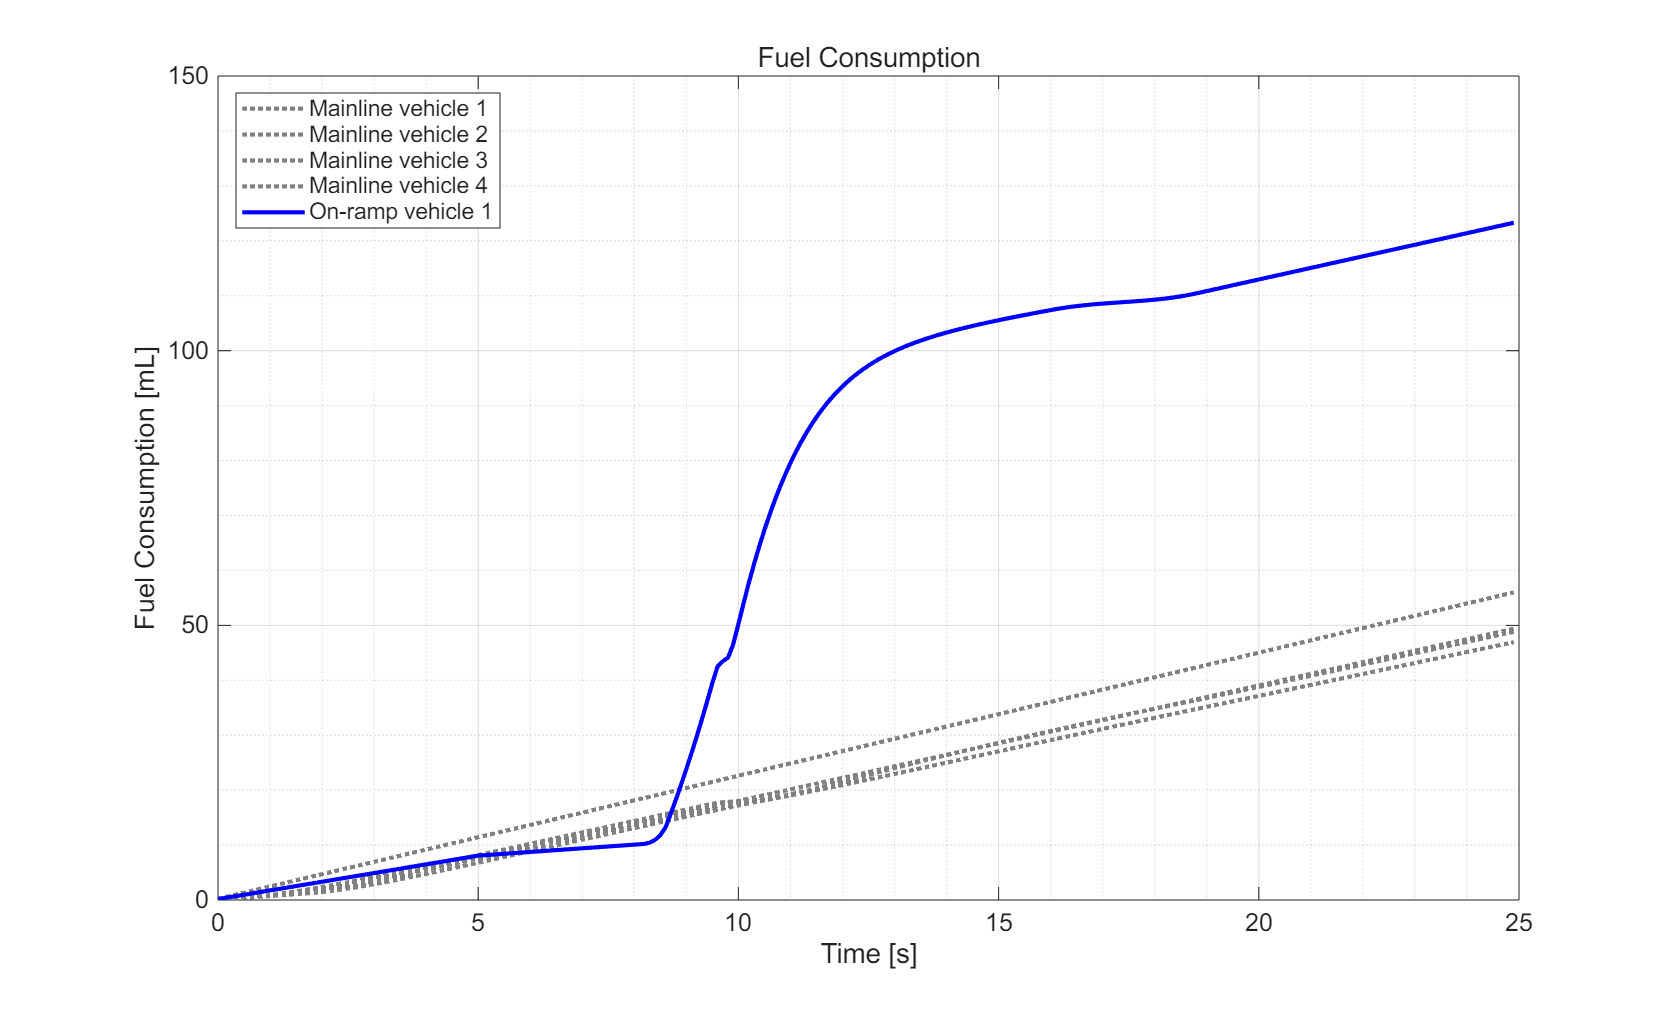 Fuel Consumption
150
100
50
0
Fuel Consumption [mL]
Mainline vehicle 1
Mainline vehicle 2
Mainline vehicle 3
Mainline vehicle 4
On-ramp vehicle 1
0 5 10 15 20 25
Time [s]